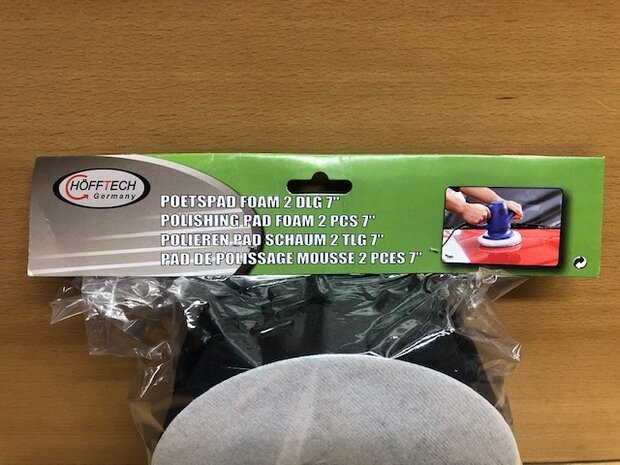 HÖFFTECH
Germany
POETSPAD FOAM 2 DLG 7"
POLISHING PAD FOAM 2 PCS 7"
POLIEREN PAD SCHAUM 2 TLG 7"
PAD DE POLISSAGE MOUSSE 2 PCES 7"